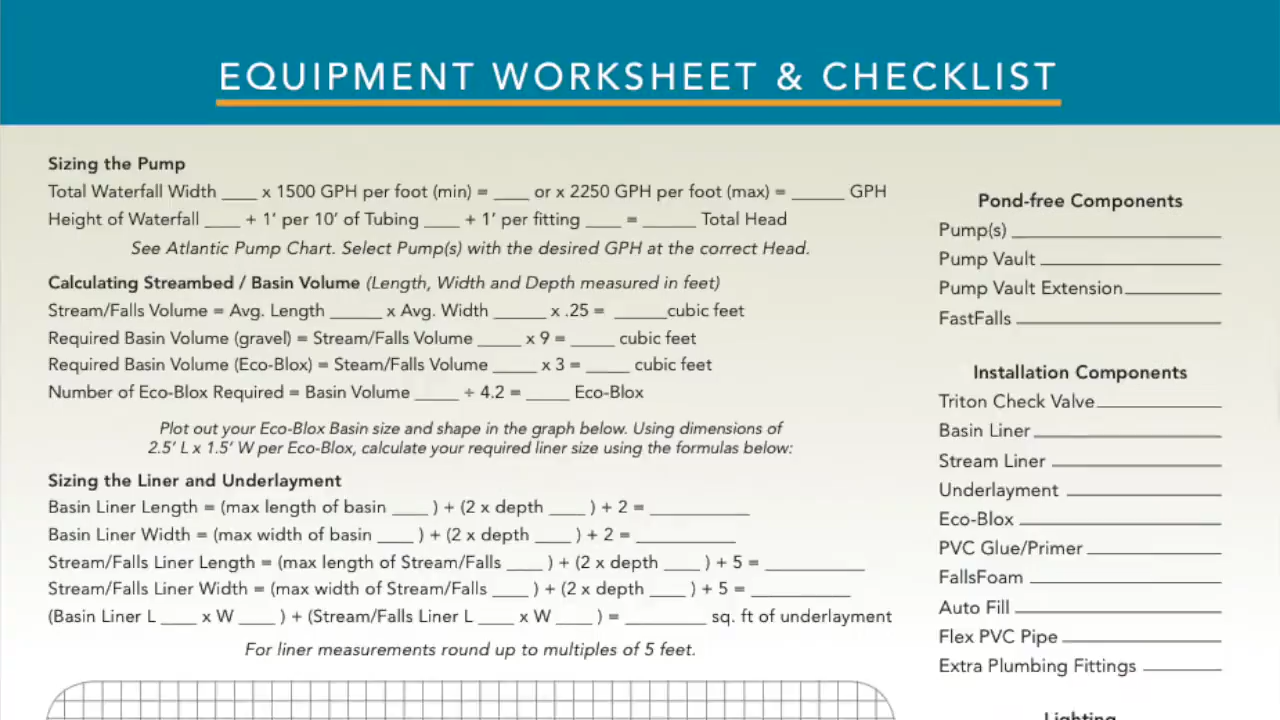 EQUIPMENT WORKSHEET & CHECKLIST
Sizing the Pump
Total Waterfall Width ____ x 1500 GPH per foot (min) = ____ or x 2250 GPH per foot (max) = ______ GPH
Height of Waterfall ____ + 1’ per 10’ of Tubing ____ + 1’ per fitting ____ = ______ Total Head
See Atlantic Pump Chart. Select Pump(s) with the desired GPH at the correct Head.
Calculating Streambed / Basin Volume (Length, Width and Depth measured in feet)
Stream/Falls Volume = Avg. Length ______ x Avg. Width ______ x .25 = ______cubic feet
Required Basin Volume (gravel) = Stream/Falls Volume _____ x 9 = _____ cubic feet
Required Basin Volume (Eco-Blox) = Steam/Falls Volume _____ x 3 = _____ cubic feet
Number of Eco-Blox Required = Basin Volume _____ ÷ 4.2 = _____ Eco-Blox
Plot out your Eco-Blox Basin size and shape in the graph below. Using dimensions of
2.5’ L x 1.5’ W per Eco-Blox, calculate your required liner size using the formulas below:
Sizing the Liner and Underlayment
Basin Liner Length = (max length of basin ____ ) + (2 x depth ____ ) + 2 = ___________
Basin Liner Width = (max width of basin ____ ) + (2 x depth ____ ) + 2 = ___________
Stream/Falls Liner Length = (max length of Stream/Falls ____ ) + (2 x depth ____ ) + 5 = ___________
Stream/Falls Liner Width = (max width of Stream/Falls ____ ) + (2 x depth ____ ) + 5 = ___________
(Basin Liner L ____ x W ____ ) + (Stream/Falls Liner L ____ x W ____ ) = _________ sq. ft of underlayment
For liner measurements round up to multiples of 5 feet.
Pond-free Components
Pump(s) ____________________
Pump Vault _________________
Pump Vault Extension__________
FastFalls ____________________
Installation Components
Triton Check Valve____________
Basin Liner __________________
Stream Liner ________________
Underlayment _______________
Eco-Blox ____________________
PVC Glue/Primer _____________
FallsFoam ___________________
Auto Fill ____________________
Flex PVC Pipe ________________
Extra Plumbing Fittings ________
Lighting